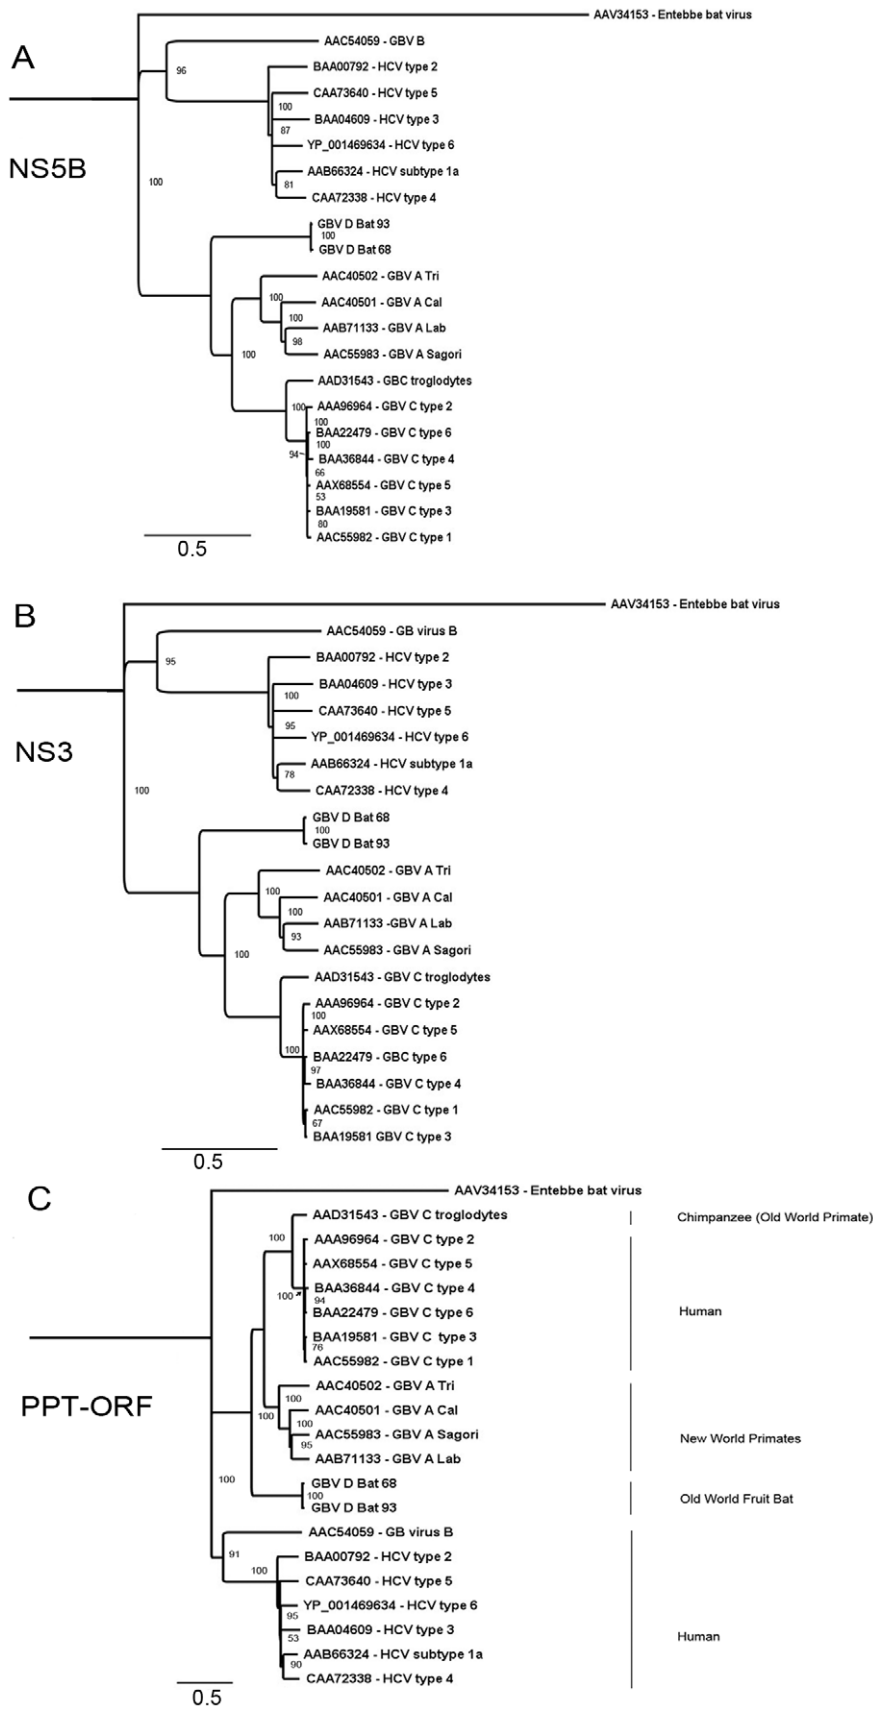 AAV34153 - Entebbe bat virus
AAC54059 - GBV B
A
96
BAA00792 - HCV type 2
CAA73640 - HCV type 5
100
BAA04609 - HCV type 3
87
YP_001469634 - HCV type 6
NS5B
AAB66324 - HCV subtype 1a
100
81
CAA72338 - HCV type 4
GBV D Bat 93
100
GBV D Bat 68
AAC40502 - GBV A Tri
100
AAC40501 - GBV A Cal
100
AAB71133 - GBV A Lab
98
100
AAC55983 - GBV A Sagori
AAD31543 - GBC troglodytes
100
AAA96964 - GBV C type 2
100
BAA22479 - GBV C type 6
100
94
BAA36844 - GBV C type 4
66
AAX68554 - GBV C type 5
53
BAA19581 - GBV C type 3
80
AAC55982 - GBV C type 1
0.5
B
AAV34153 - Entebbe bat virus
AAC54059 - GB virus B
95
BAA00792 - HCV type 2
BAA04609 - HCV type 3
100
CAA73640 - HCV type 5
95
YP_001469634 - HCV type 6
NS3
AAB66324 - HCV subtype 1a
78
100
CAA72338 - HCV type 4
GBV D Bat 68
100
GBV D Bat 93
AAC40502 - GBV A Tri
100
AAC40501 - GBV A Cal
100
AAB71133 -GBV A Lab
93
100
AAC55983 - GBV A Sagori
AAD31543 - GBV C troglodytes
AAA96964 - GBV C type 2
100
AAX68554 - GBV C type 5
100
BAA22479 - GBC type 6
97
BAA36844 - GBV C type 4
AAC55982 - GBV C type 1
67
BAA19581 GBV C type 3
0.5
C
AAV34153 - Entebbe bat virus
AAD31543 - GBV C troglodytes
Chimpanzee (Old World Primate)
100
AAA96964 - GBV C type 2
AAX68554 - GBV C type 5
BAA36844 - GBV C type 4
100
94
BAA22479 - GBV C type 6
Human
BAA19581 - GBV C type 3
76
AAC55982 - GBV C type 1
PPT-ORF
AAC40502 - GBV A Tri
100
AAC40501 - GBV A Cal
100
100
AAC55983 - GBV A Sagori
New World Primates
95
AAB71133 - GBV A Lab
100
GBV D Bat 68
100
Old World Fruit Bat
GBV D Bat 93
AAC54059 - GB virus B
91
BAA00792 - HCV type 2
100
CAA73640 - HCV type 5
YP_001469634 - HCV type 6
95
BAA04609 - HCV type 3
53
Human
AAB66324 - HCV subtype 1a
90
CAA72338 - HCV type 4
0.5